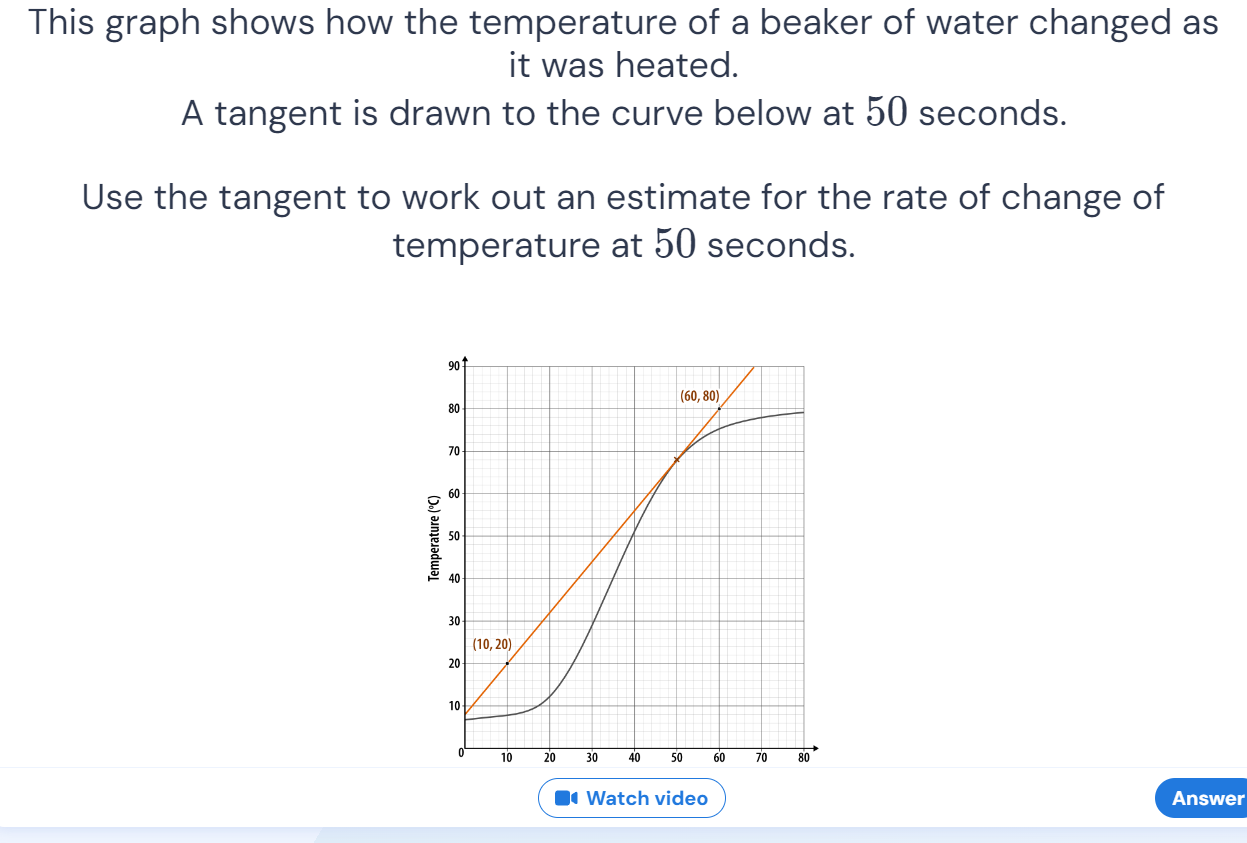 This graph shows how the temperature of a beaker of water changed as
it was heated.
A tangent is drawn to the curve below at 50 seconds.
Use the tangent to work out an estimate for the rate of change of
temperature at 50 seconds.
90
(60, 80)
80
70
60
50
Temperature (°C)
40
30
(10, 20)
20
10
0 10 20 30 40 50 60 70 80
Watch video
Answer